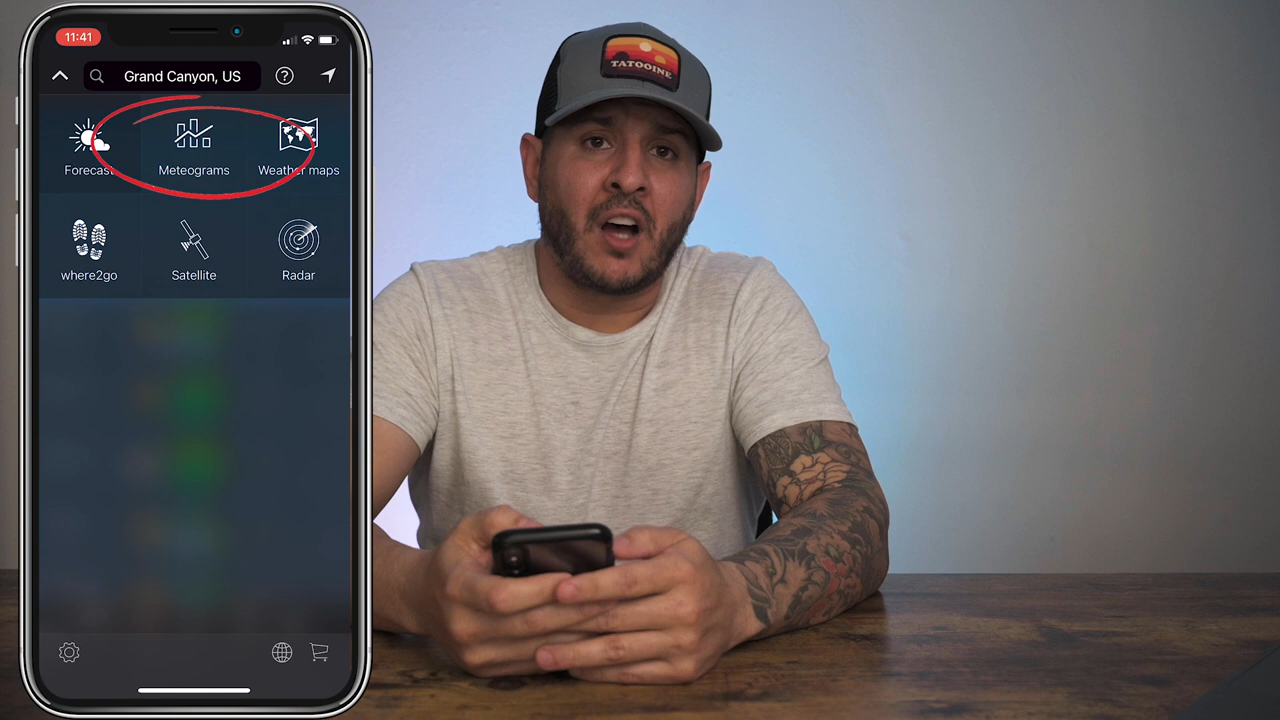 11:41
Grand Canyon, US
?
Forecast
Meteograms
Weather maps
where2go
Satellite
Radar
TATOOINE